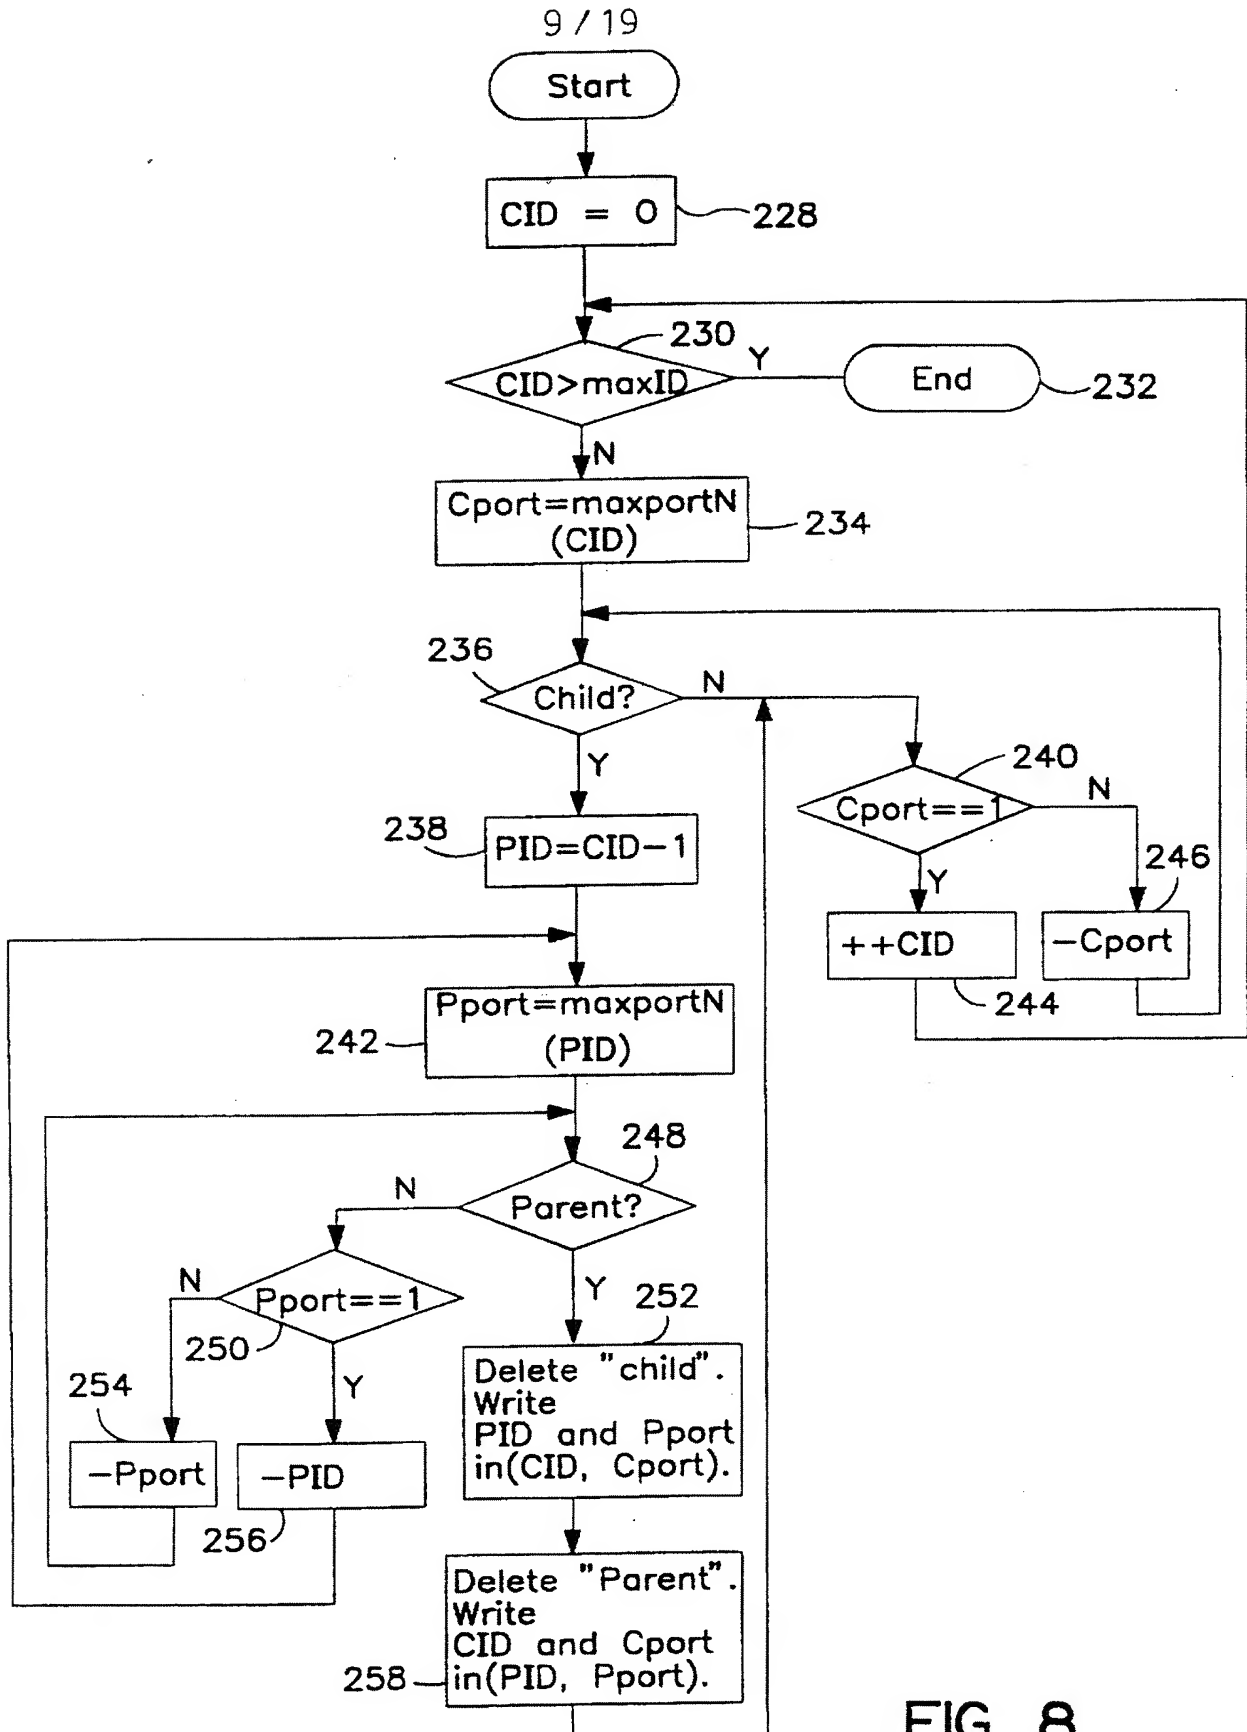 9 / 19
Start
CID = 0
228
230
CID>maxID
Y
End
232
N
Cport=maxportN
(CID)
234
236
Child?
N
Y
240
Cport==1
N
238
PID=CID-1
Y
246
++CID
-Cport
244
Pport=maxportN
(PID)
242
248
Parent?
N
Y
Pport==1
N
250
Y
252
Delete "child".
Write
PID and Pport
in(CID, Cport).
254
-Pport
-PID
256
Delete "Parent".
Write
CID and Cport
in(PID, Pport).
258
FIG. 8